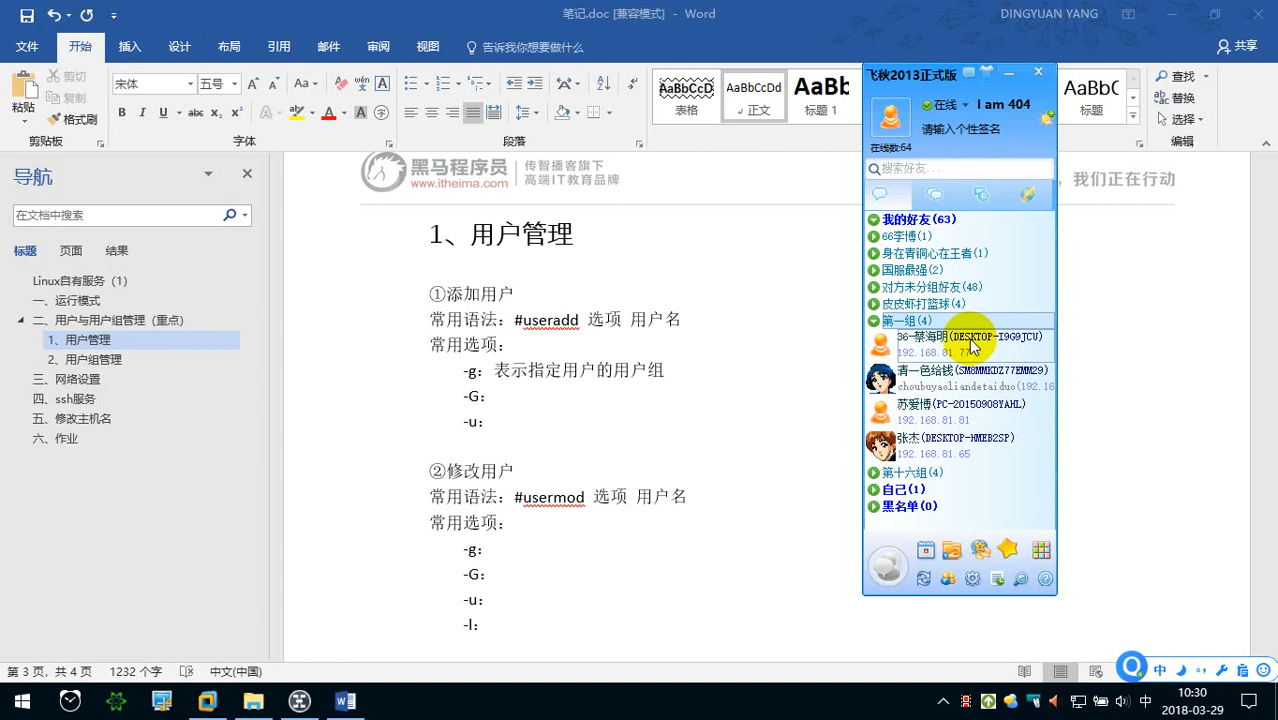 笔记.doc [兼容模式] - Word
DINGYUAN YANG
文件 开始 插入 设计 布局 引用 邮件 审阅 视图 告诉我你想要做什么
共享
粘贴
剪切
复制
格式刷
剪贴板
宋体 五号
字体
段落
AaBbCcD
表格
AaBbCcDd
正文
AaBb
标题 1
AaBbC
标题
查找
替换
选择
编辑
导航
在文档中搜索
标题 页面 结果
Linux自有服务（1）
一、运行模式
二、用户与用户组管理（重点）
1、用户管理
2、用户组管理
三、网络设置
四、ssh服务
五、修改主机名
六、作业
黑马程序员
www.itheima.com
传智播客旗下
高端IT教育品牌
，我们正在行动
1、用户管理
①添加用户
常用语法：#useradd 选项 用户名
常用选项：
-g：表示指定用户的用户组
-G：
-u：
②修改用户
常用语法：#usermod 选项 用户名
常用选项：
-g：
-G：
-u：
-l：
飞秋2013正式版
在线 I am 404
请输入个性签名
在线数:64
搜索好友...
我的好友(63)
66李博(1)
身在青铜心在王者(1)
国服最强(2)
对方未分组好友(48)
皮皮虾打篮球(4)
第一组(4)
36-禁海明(DESKTOP-I9G9JCU)
192.168.81.77
清一色给钱(SM8MMKDZ77EMM29)
choubuyaoliandetaiduo(192.16
苏爱博(PC-20150908YAHL)
192.168.81.81
张杰(DESKTOP-HMEB2SP)
192.168.81.65
第十六组(4)
自己(1)
黑名单(0)
第 3 页，共 4 页 1232 个字 中文(中国)
中
中
10:30
2018-03-29